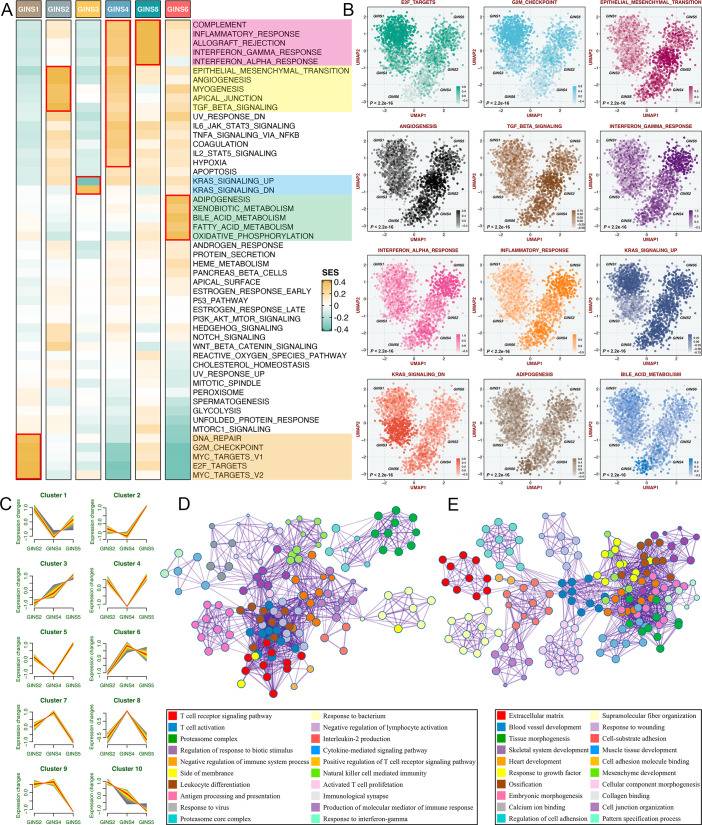 A
GINS1
GINS2
GINS3
GINS4
GINS5
GINS6
COMPLEMENT
INFLAMMATORY_RESPONSE
ALLOGRAFT_REJECTION
INTERFERON_GAMMA_RESPONSE
INTERFERON_ALPHA_RESPONSE
EPITHELIAL_MESENCHYMAL_TRANSITION
ANGIOGENESIS
MYOGENESIS
APICAL_JUNCTION
TGF_BETA_SIGNALING
UV_RESPONSE_DN
IL6_JAK_STAT3_SIGNALING
TNFA_SIGNALING_VIA_NFKB
COAGULATION
IL2_STAT5_SIGNALING
HYPOXIA
APOPTOSIS
KRAS_SIGNALING_UP
KRAS_SIGNALING_DN
ADIPOGENESIS
XENOBIOTIC_METABOLISM
BILE_ACID_METABOLISM
FATTY_ACID_METABOLISM
OXIDATIVE_PHOSPHORYLATION
ANDROGEN_RESPONSE
PROTEIN_SECRETION
HEME_METABOLISM
PANCREAS_BETA_CELLS
APICAL_SURFACE
ESTROGEN_RESPONSE_EARLY
P53_PATHWAY
ESTROGEN_RESPONSE_LATE
PI3K_AKT_MTOR_SIGNALING
HEDGEHOG_SIGNALING
NOTCH_SIGNALING
WNT_BETA_CATENIN_SIGNALING
REACTIVE_OXYGEN_SPECIES_PATHWAY
CHOLESTEROL_HOMEOSTASIS
UV_RESPONSE_UP
MITOTIC_SPINDLE
PEROXISOME
SPERMATOGENESIS
GLYCOLYSIS
UNFOLDED_PROTEIN_RESPONSE
MTORC1_SIGNALING
DNA_REPAIR
G2M_CHECKPOINT
MYC_TARGETS_V1
E2F_TARGETS
MYC_TARGETS_V2
SES
0.4
0.2
0
-0.2
-0.4
B
E2F_TARGETS
G2M_CHECKPOINT
EPITHELIAL_MESENCHYMAL_TRANSITION
ANGIOGENESIS
TGF_BETA_SIGNALING
INTERFERON_GAMMA_RESPONSE
INTERFERON_ALPHA_RESPONSE
INFLAMMATORY_RESPONSE
KRAS_SIGNALING_UP
KRAS_SIGNALING_DN
ADIPOGENESIS
BILE_ACID_METABOLISM
UMAP1
UMAP2
P < 2.2e-16
C
Cluster 1
Cluster 2
Cluster 3
Cluster 4
Cluster 5
Cluster 6
Cluster 7
Cluster 8
Cluster 9
Cluster 10
Expression changes
GINS2 GINS4 GINS5
D
T cell receptor signaling pathway
T cell activation
Proteasome complex
Regulation of response to biotic stimulus
Negative regulation of immune system process
Side of membrance
Leukocyte differentiation
Antigen processing and presentation
Response to virus
Proteasome core complex
Response to bacterium
Negative regulation of lymphocyte activation
Interleukin-2 production
Cytokine-mediated signaling pathway
Positive regulation of T cell receptor signaling pathway
Natural killer cell mediated immunity
Activated T cell proliferation
Immunological synapse
Production of molecular mediator of immune response
Response to interferon-gamma
E
Extracellular matrix
Blood vessel development
Tissue morphogenesis
Skeletal system development
Heart development
Response to growth factor
Ossification
Embryonic morphogenesis
Calcium ion binding
Regulation of cell adhension
Supramolecular fiber organization
Response to wounding
Cell-substrate adhesion
Muscle tissue development
Cell adhesion molecule binding
Mesenchyme development
Cellular component morphogenesis
Collagen binding
Cell junction organization
Pattern specification process